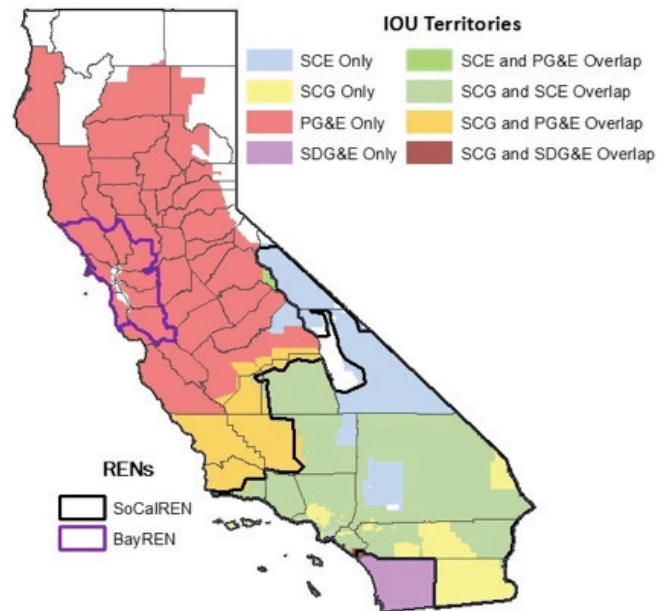 IOU Territories
SCE Only
SCG Only
PG&E Only
SDG&E Only
SCE and PG&E Overlap
SCG and SCE Overlap
SCG and PG&E Overlap
SCG and SDG&E Overlap
RENs
SoCalREN
BayREN